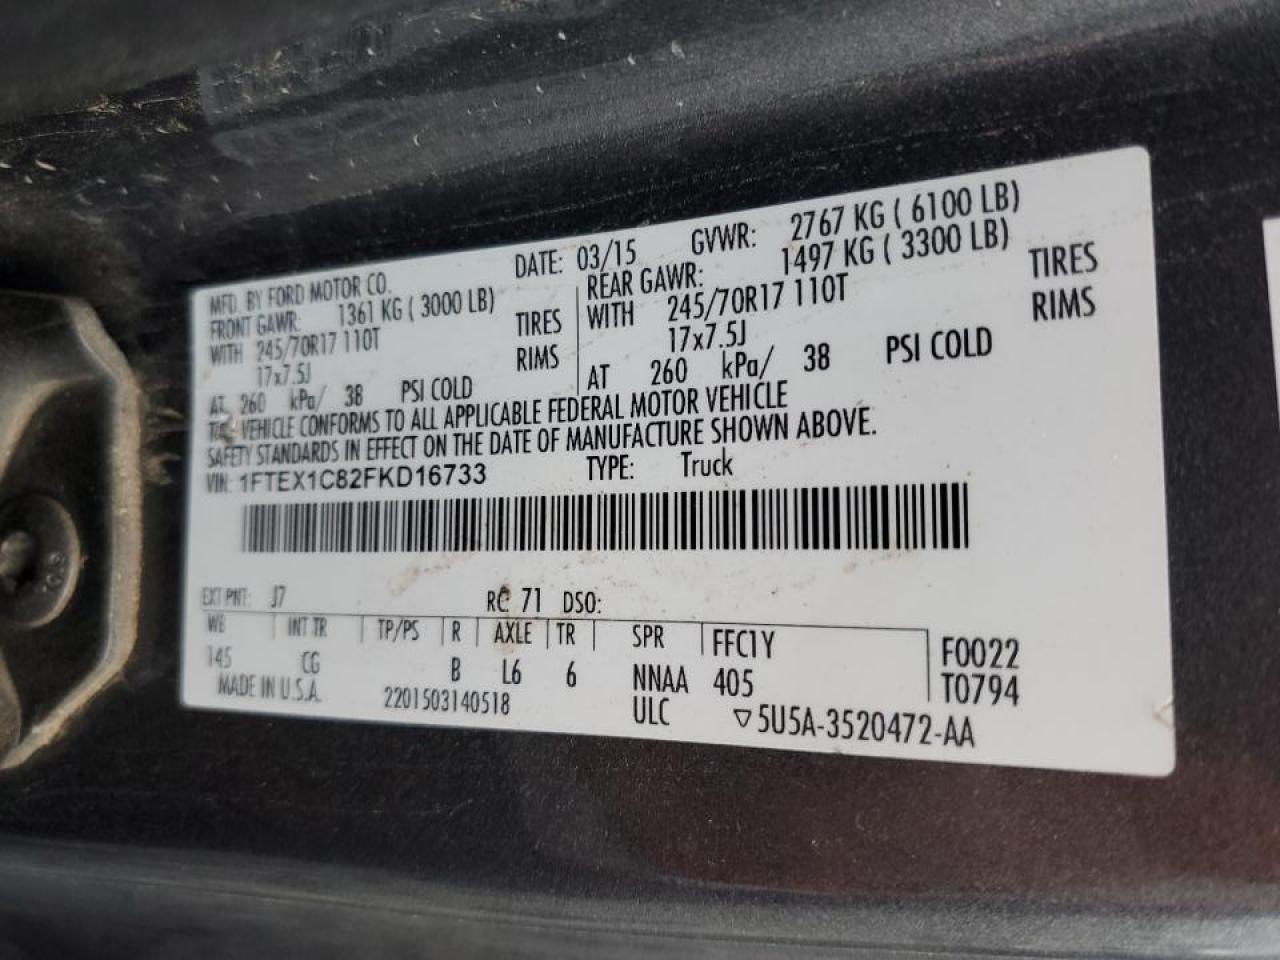 MFD. BY FORD MOTOR CO.
DATE: 03/15 GVWR: 2767 KG ( 6100 LB)
FRONT GAWR: 1361 KG ( 3000 LB) REAR GAWR: 1497 KG ( 3300 LB)
WITH 245/70R17 110T TIRES WITH 245/70R17 110T TIRES
17x7.5J RIMS 17x7.5J RIMS
AT 260 kPa/ 38 PSI COLD AT 260 kPa/ 38 PSI COLD
THIS VEHICLE CONFORMS TO ALL APPLICABLE FEDERAL MOTOR VEHICLE
SAFETY STANDARDS IN EFFECT ON THE DATE OF MANUFACTURE SHOWN ABOVE.
VIN: 1FTEX1C82FKD16733 TYPE: Truck
EXT PNT: J7 RC 71 DSO:
WB INT TR TP/PS R AXLE TR SPR FFC1Y F0022
145 CG B L6 6 NNAA 405 T0794
MADE IN U.S.A. 2201503140518 ULC ▽5U5A-3520472-AA